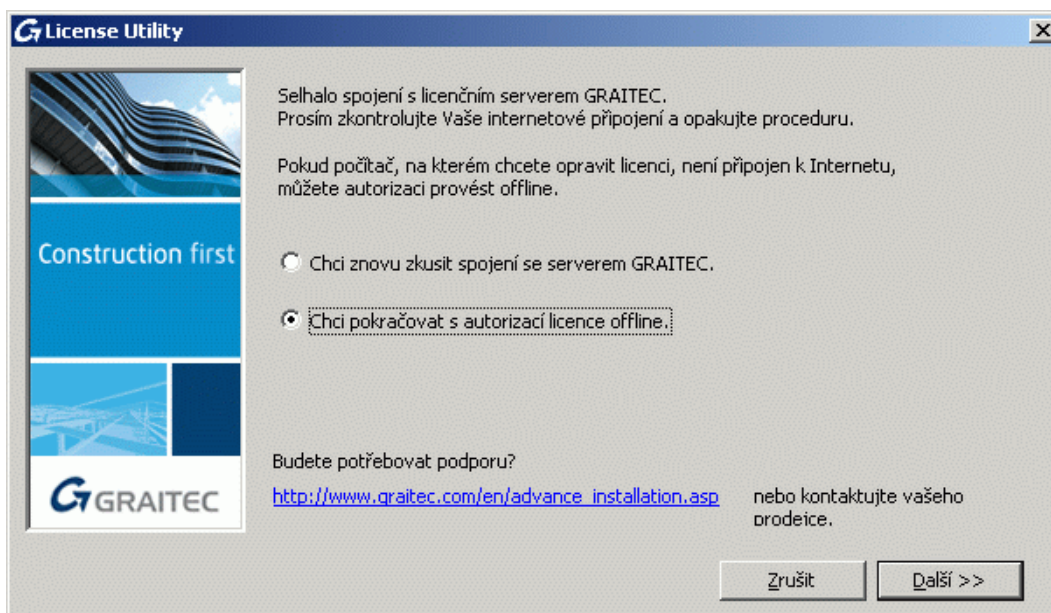 License Utility
Selhalo spojení s licenčním serverem GRAITEC.
Prosím zkontrolujte Vaše internetové připojení a opakujte proceduru.
Pokud počítač, na kterém chcete opravit licenci, není připojen k Internetu,
můžete autorizaci provést offline.
Construction first
Chci znovu zkusit spojení se serverem GRAITEC.
Chci pokračovat s autorizací licence offline.
Budete potřebovat podporu?
http://www.graitec.com/en/advance_installation.asp nebo kontaktujte vašeho
prodejce.
GRAITEC
Zrušit Další >>